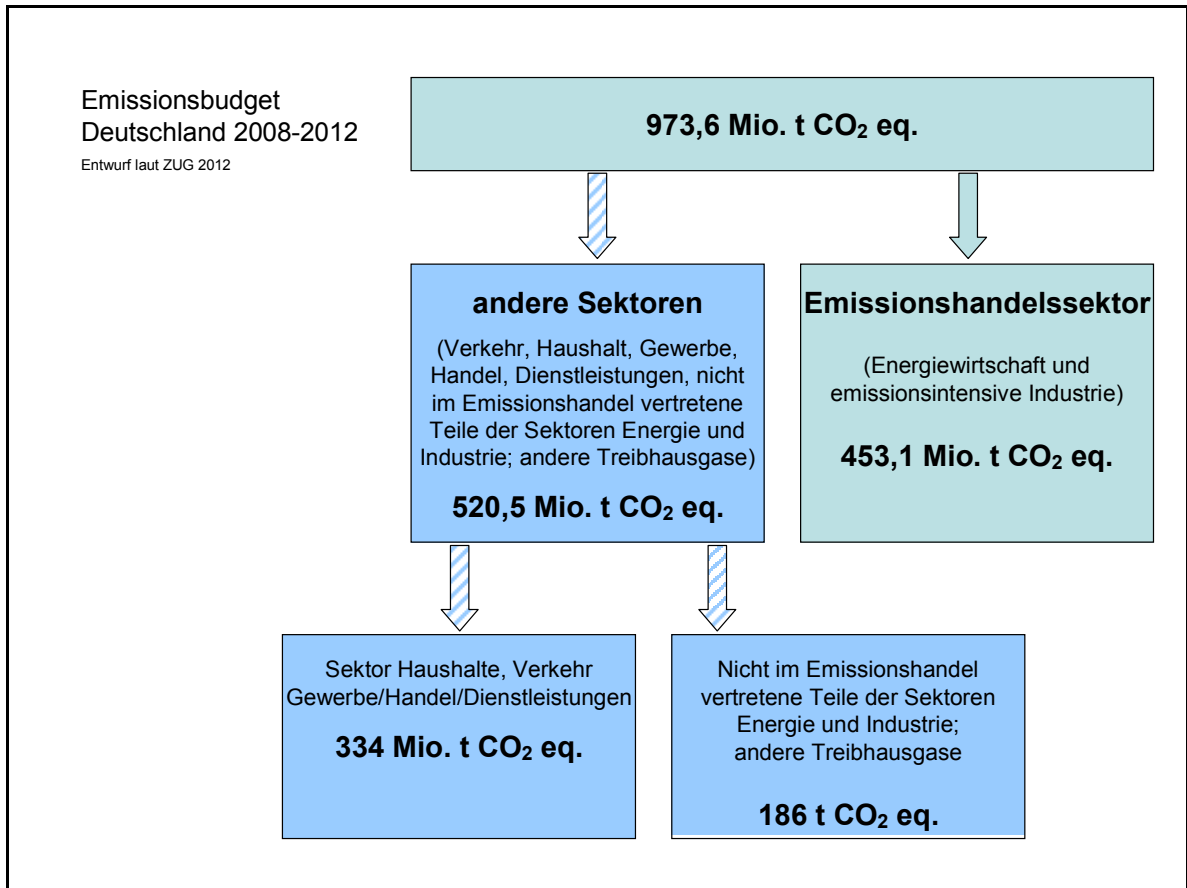 Emissionsbudget
Deutschland 2008-2012
Entwurf laut ZUG 2012
973,6 Mio. t CO₂ eq.
andere Sektoren
(Verkehr, Haushalt, Gewerbe,
Handel, Dienstleistungen, nicht
im Emissionshandel vertretene
Teile der Sektoren Energie und
Industrie; andere Treibhausgase)
520,5 Mio. t CO₂ eq.
Emissionshandelssektor
(Energiewirtschaft und
emissionsintensive Industrie)
453,1 Mio. t CO₂ eq.
Sektor Haushalte, Verkehr
Gewerbe/Handel/Dienstleistungen
334 Mio. t CO₂ eq.
Nicht im Emissionshandel
vertretene Teile der Sektoren
Energie und Industrie;
andere Treibhausgase
186 t CO₂ eq.